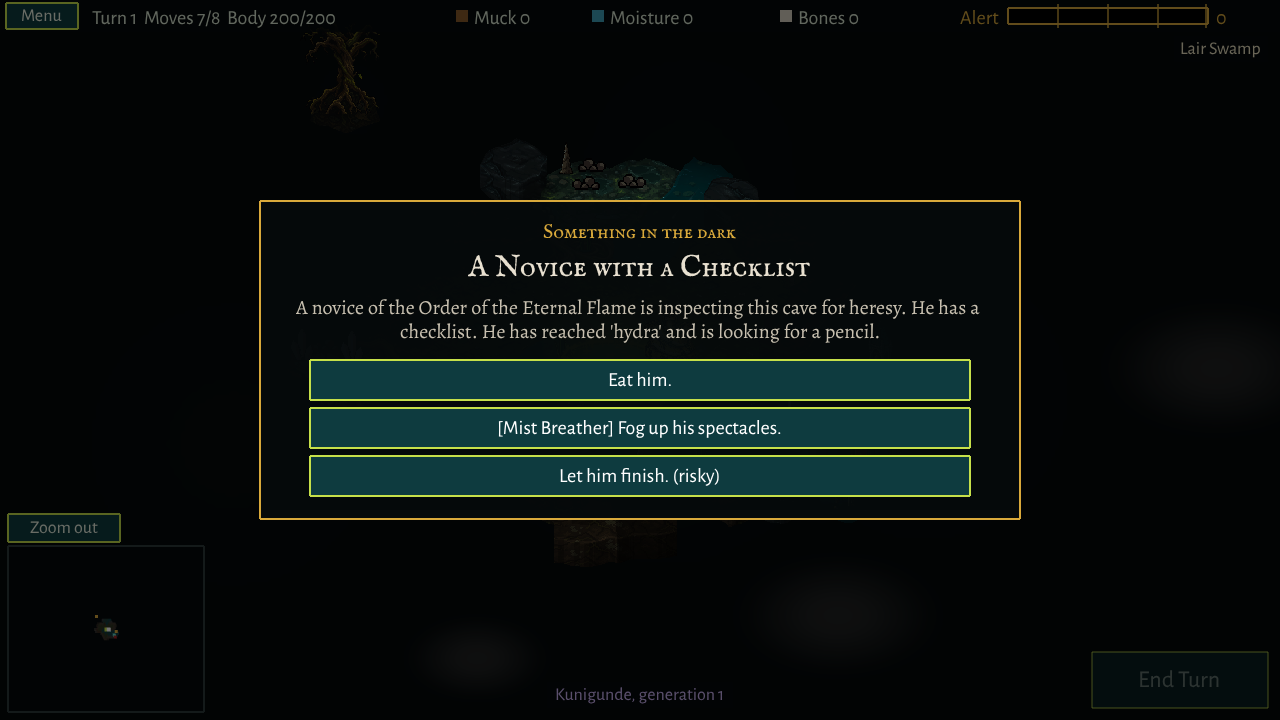 Menu
Turn 1 Moves 7/8 Body 200/200
Muck 0
Moisture 0
Bones 0
Alert
0
Lair Swamp
Something in the dark
A Novice with a Checklist
A novice of the Order of the Eternal Flame is inspecting this cave for heresy. He has a
checklist. He has reached 'hydra' and is looking for a pencil.
Eat him.
[Mist Breather] Fog up his spectacles.
Let him finish. (risky)
Zoom out
Kunigunde, generation 1
End Turn